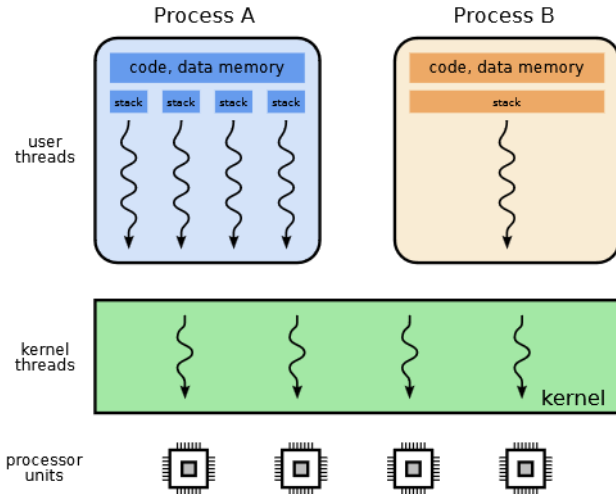 Process A
Process B
code, data memory
code, data memory
stack
stack
stack
stack
stack
user
threads
kernel
threads
kernel
processor
units